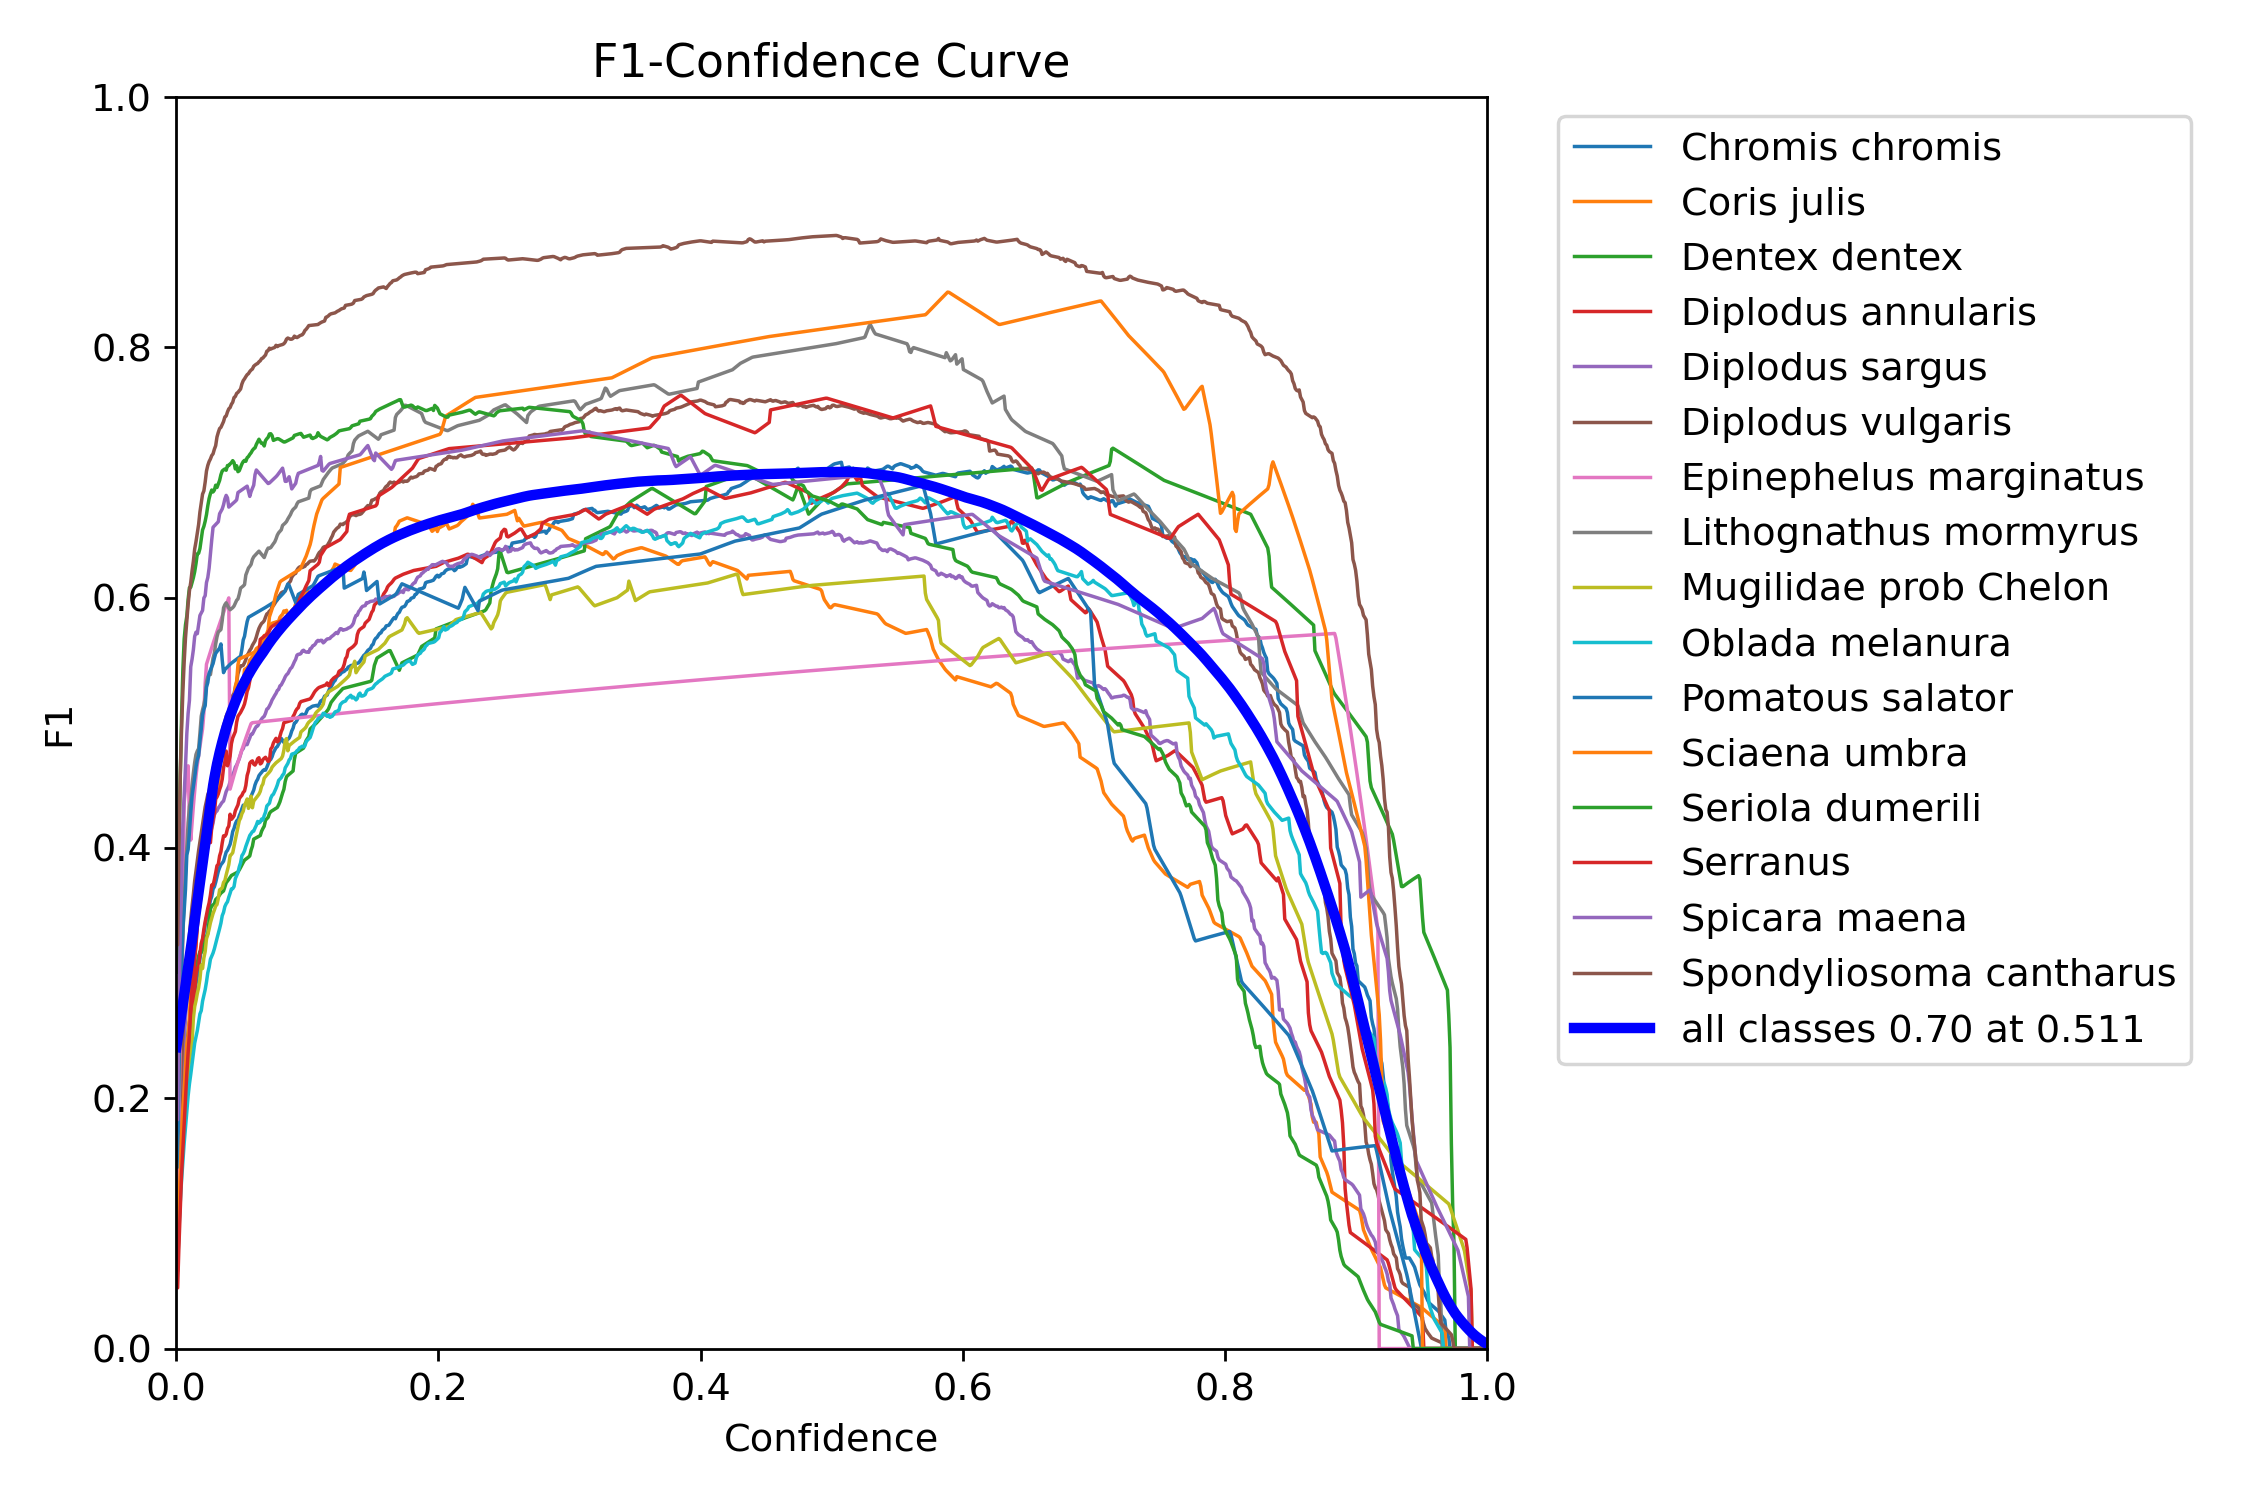 F1-Confidence Curve
1.0
0.8
0.6
0.4
0.2
0.0
F1
0.0 0.2 0.4 0.6 0.8 1.0
Confidence
Chromis chromis
Coris julis
Dentex dentex
Diplodus annularis
Diplodus sargus
Diplodus vulgaris
Epinephelus marginatus
Lithognathus mormyrus
Mugilidae prob Chelon
Oblada melanura
Pomatous salator
Sciaena umbra
Seriola dumerili
Serranus
Spicara maena
Spondyliosoma cantharus
all classes 0.70 at 0.511